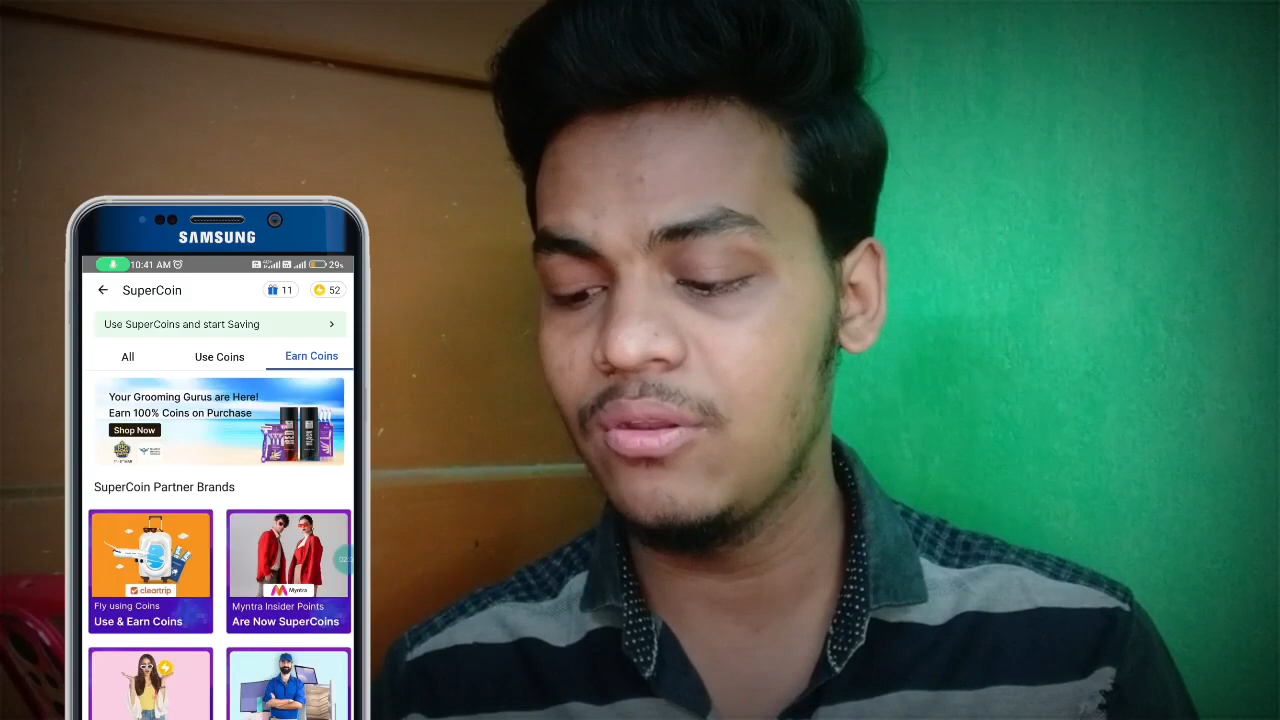 SAMSUNG
10:41 AM
29%
SuperCoin
11
52
Use SuperCoins and start Saving
All
Use Coins
Earn Coins
Your Grooming Gurus are Here!
Earn 100% Coins on Purchase
Shop Now
SuperCoin Partner Brands
cleartrip
Myntra
Fly using Coins
Use & Earn Coins
Myntra Insider Points
Are Now SuperCoins